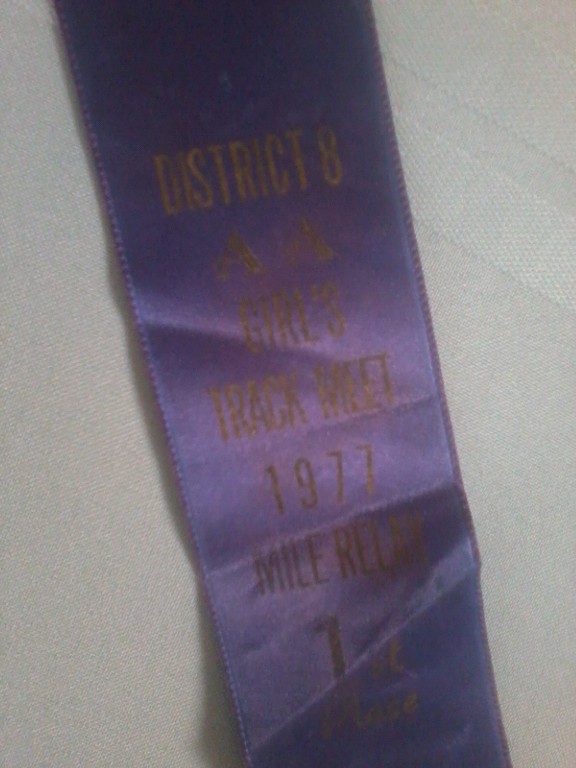 DISTRICT 8
AA
GIRL'S
TRACK MEET
1977
MILE RELAY
1st
Place